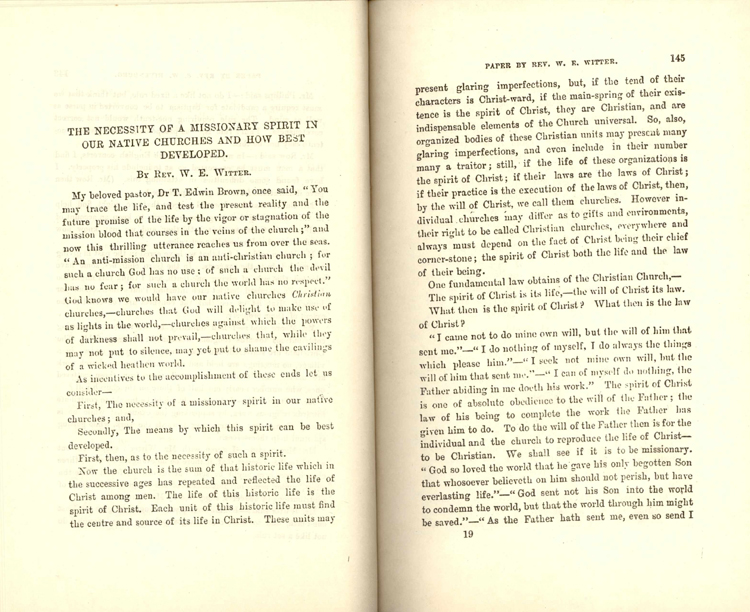 THE NECESSITY OF A MISSIONARY SPIRIT IN
OUR NATIVE CHURCHES AND HOW BEST
DEVELOPED.
BY REV. W. E. WITTER.
My beloved pastor, Dr T. Edwin Brown, once said, "You
may trace the life, and test the present reality and the
future promise of the life by the vigor or stagnation of the
mission blood that courses in the veins of the church;" and
now this thrilling utterance reaches us from over the seas.
"An anti-mission church is an anti-christian church; for
such a church God has no use; of such a church the devil
has no fear; for such a church the world has no respect."
God knows we would have our native churches Christian
churches,—churches that God will delight to make use of
as lights in the world,—churches against which the powers
of darkness shall not prevail,—churches that, while they
may not put to silence, may yet put to shame the cavilings
of a wicked heathen world.
As incentives to the accomplishment of these ends let us
consider—
First, The necessity of a missionary spirit in our native
churches; and,
Secondly, The means by which this spirit can be best
developed.
First, then, as to the necessity of such a spirit.
Now the church is the sum of that historic life which in
the successive ages has repeated and reflected the life of
Christ among men. The life of this historic life is the
spirit of Christ. Each unit of this historic life must find
the centre and source of its life in Christ. These units may
PAPER BY REV. W. E. WITTER. 145
present glaring imperfections, but, if the tend of their
characters is Christ-ward, if the main-spring of their exis-
tence is the spirit of Christ, they are Christian, and are
indispensable elements of the Church universal. So, also,
organized bodies of these Christian units may present many
glaring imperfections, and even include in their number
many a traitor; still, if the life of these organizations is
the spirit of Christ; if their laws are the laws of Christ;
if their practice is the execution of the laws of Christ, then,
by the will of Christ, we call them churches. However in-
dividual churches may differ as to gifts and environments,
their right to be called Christian churches, everywhere and
always must depend on the fact of Christ being their chief
corner-stone; the spirit of Christ both the life and the law
of their being.
One fundamental law obtains of the Christian Church,—
The spirit of Christ is its life,—the will of Christ its law.
What then is the spirit of Christ? What then is the law
of Christ?
"I came not to do mine own will, but the will of him that
sent me."—"I do nothing of myself. I do always the things
which please him."—"I seek not mine own will, but the
will of him that sent me."—"I can of myself do nothing, the
Father abiding in me doeth his work." The spirit of Christ
is one of absolute obedience to the will of the Father; the
law of his being to complete the work the Father has
given him to do. To do the will of the Father then is for the
individual and the church to reproduce the life of Christ—
to be Christian. We shall see if it is to be missionary.
"God so loved the world that he gave his only begotten Son
that whosoever believeth on him should not perish, but have
everlasting life."—"God sent not his Son into the world
to condemn the world, but that the world through him might
be saved."—"As the Father hath sent me, even so send I
19